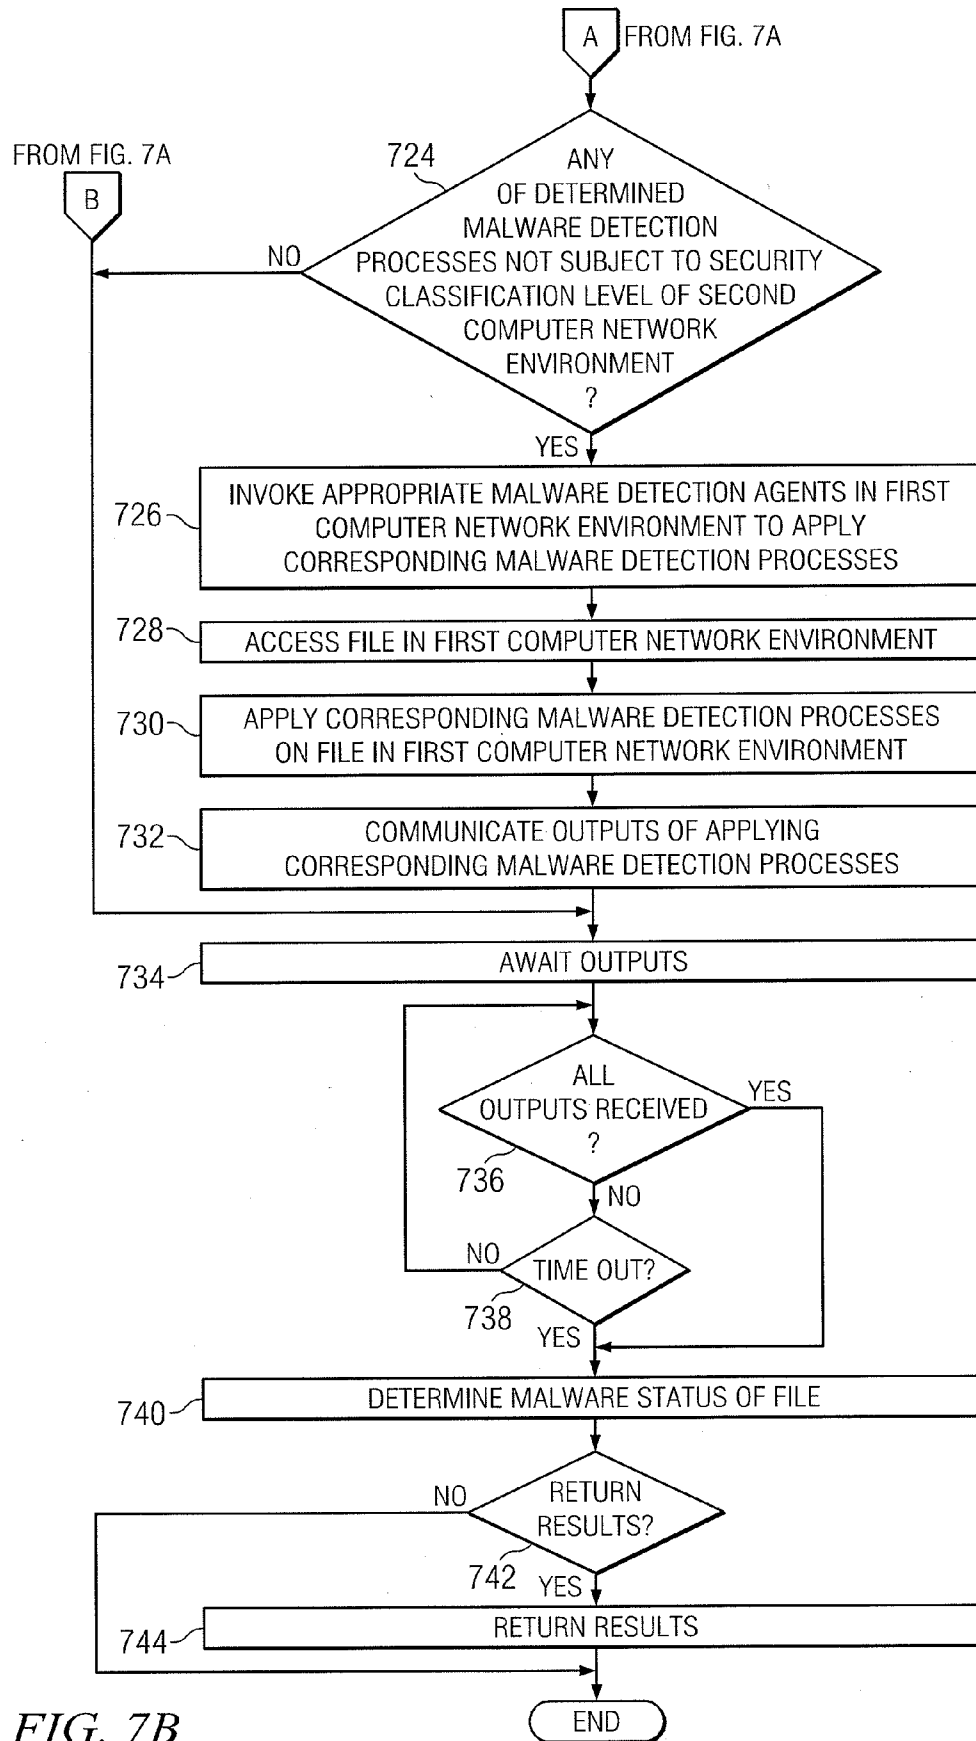 A
FROM FIG. 7A
FROM FIG. 7A
B
724
ANY
OF DETERMINED
MALWARE DETECTION
PROCESSES NOT SUBJECT TO SECURITY
CLASSIFICATION LEVEL OF SECOND
COMPUTER NETWORK
ENVIRONMENT
?
NO
YES
726
INVOKE APPROPRIATE MALWARE DETECTION AGENTS IN FIRST
COMPUTER NETWORK ENVIRONMENT TO APPLY
CORRESPONDING MALWARE DETECTION PROCESSES
728
ACCESS FILE IN FIRST COMPUTER NETWORK ENVIRONMENT
730
APPLY CORRESPONDING MALWARE DETECTION PROCESSES
ON FILE IN FIRST COMPUTER NETWORK ENVIRONMENT
732
COMMUNICATE OUTPUTS OF APPLYING
CORRESPONDING MALWARE DETECTION PROCESSES
734
AWAIT OUTPUTS
ALL
OUTPUTS RECEIVED
?
YES
736
NO
TIME OUT?
NO
738
YES
740
DETERMINE MALWARE STATUS OF FILE
RETURN
RESULTS?
NO
742
YES
744
RETURN RESULTS
END
FIG. 7B